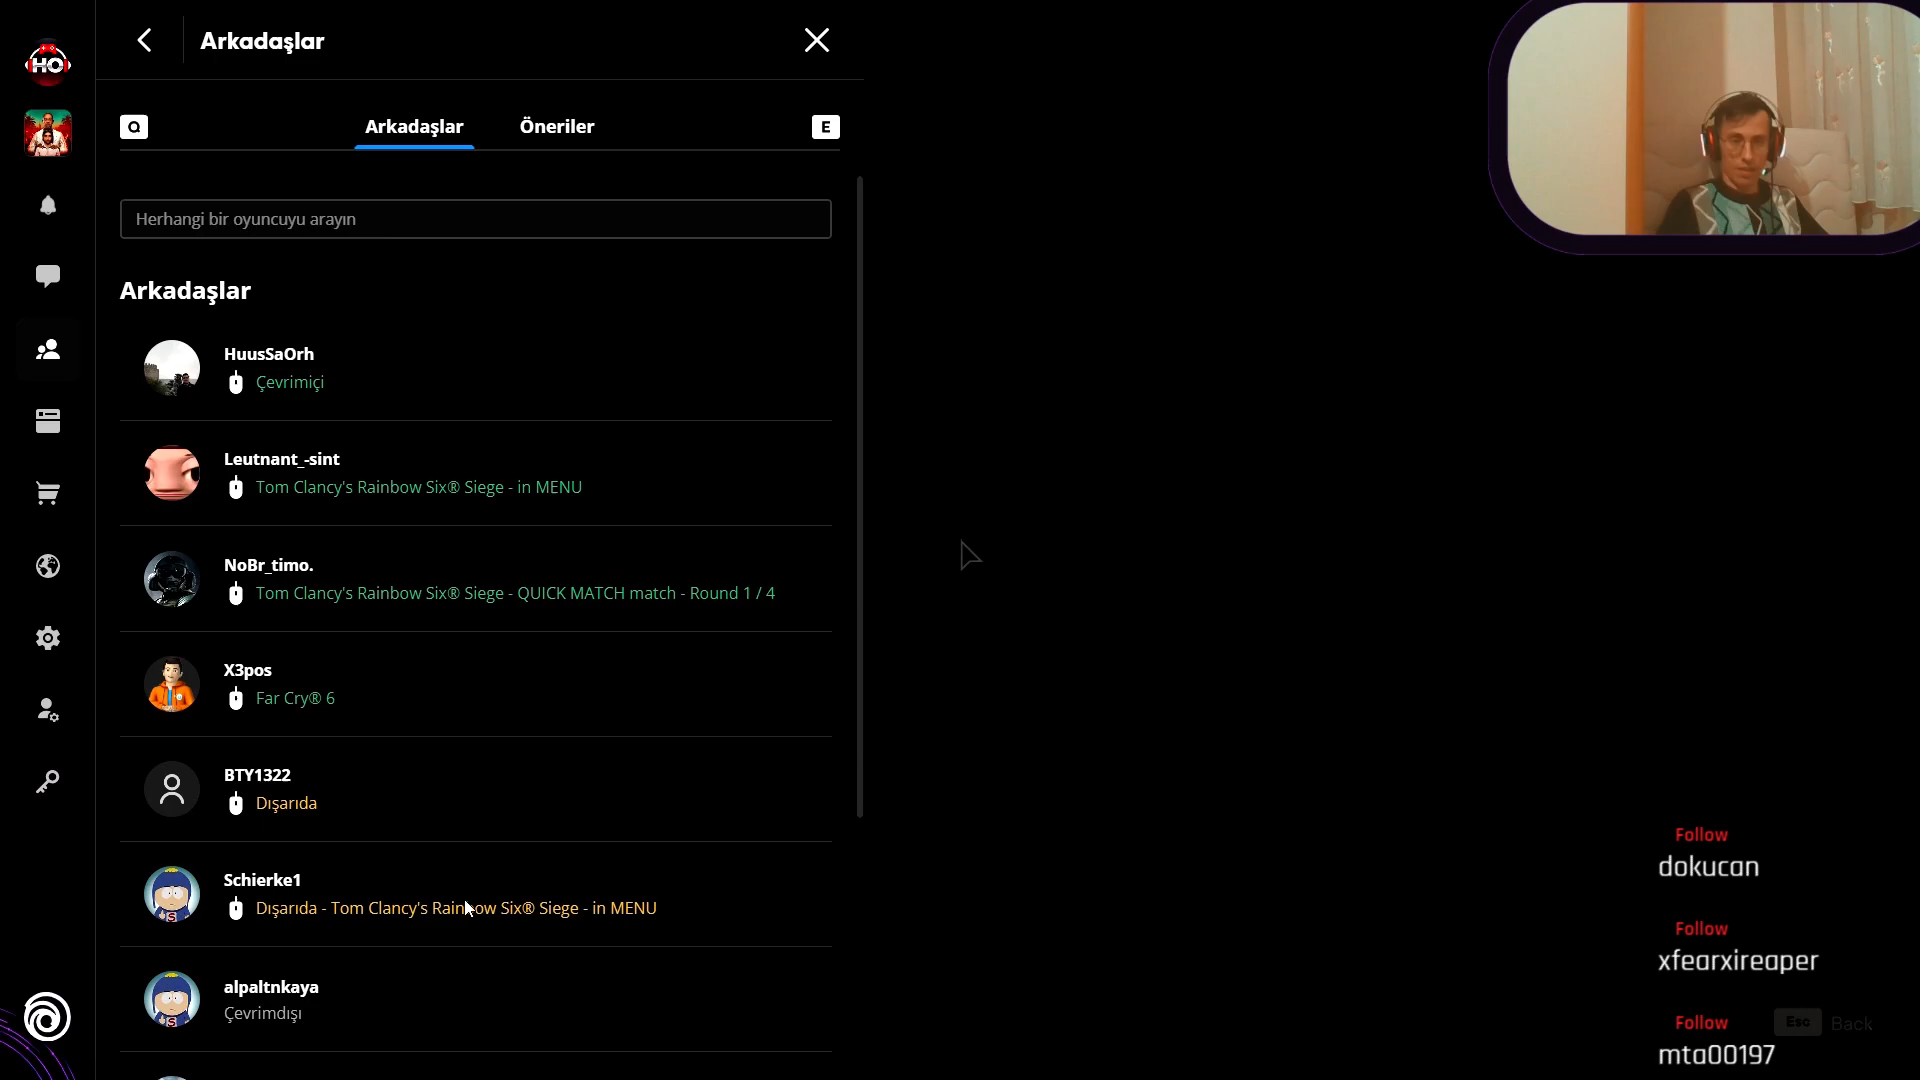 HO
Arkadaşlar
Q
Arkadaşlar
Öneriler
E
Herhangi bir oyuncuyu arayın
Arkadaşlar
HuusSaOrh
Çevrimiçi
Leutnant_-sint
Tom Clancy's Rainbow Six® Siege - in MENU
NoBr_timo.
Tom Clancy's Rainbow Six® Siege - QUICK MATCH match - Round 1 / 4
X3pos
Far Cry® 6
BTY1322
Dışarıda
Schierke1
Dışarıda - Tom Clancy's Rainbow Six® Siege - in MENU
alpaltnkaya
Çevrimdışı
Follow
dokucan
Follow
xfearxireaper
Follow
mta00197
Esc Back